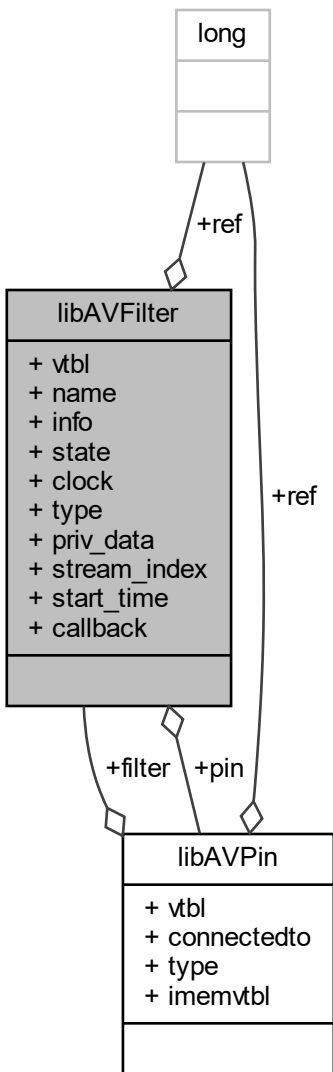 long
+ref
libAVFilter
+ vtbl
+ name
+ info
+ state
+ clock
+ type
+ priv_data
+ stream_index
+ start_time
+ callback
+ref
+filter
+pin
libAVPin
+ vtbl
+ connectedto
+ type
+ imemvtbl